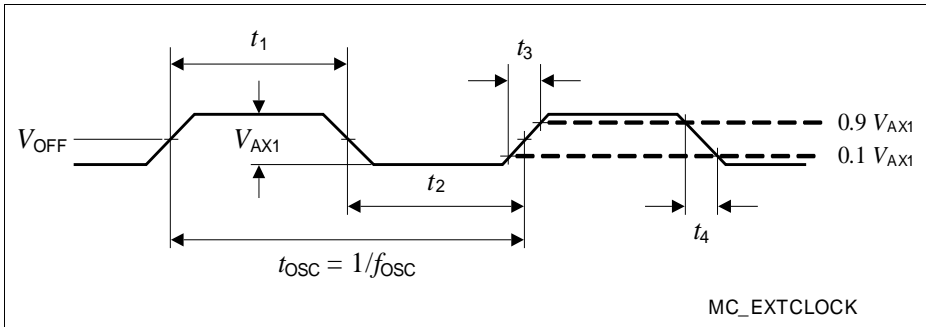 t1
t3
VOFF
VAX1
0.9 VAX1
0.1 VAX1
t2
t4
tOSC = 1/fOSC
MC_EXTCLOCK